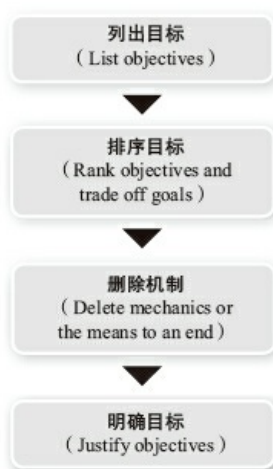 列出目标
（List objectives）
排序目标
（Rank objectives and
trade off goals）
删除机制
（Delete mechanics or
the means to an end）
明确目标
（Justify objectives）